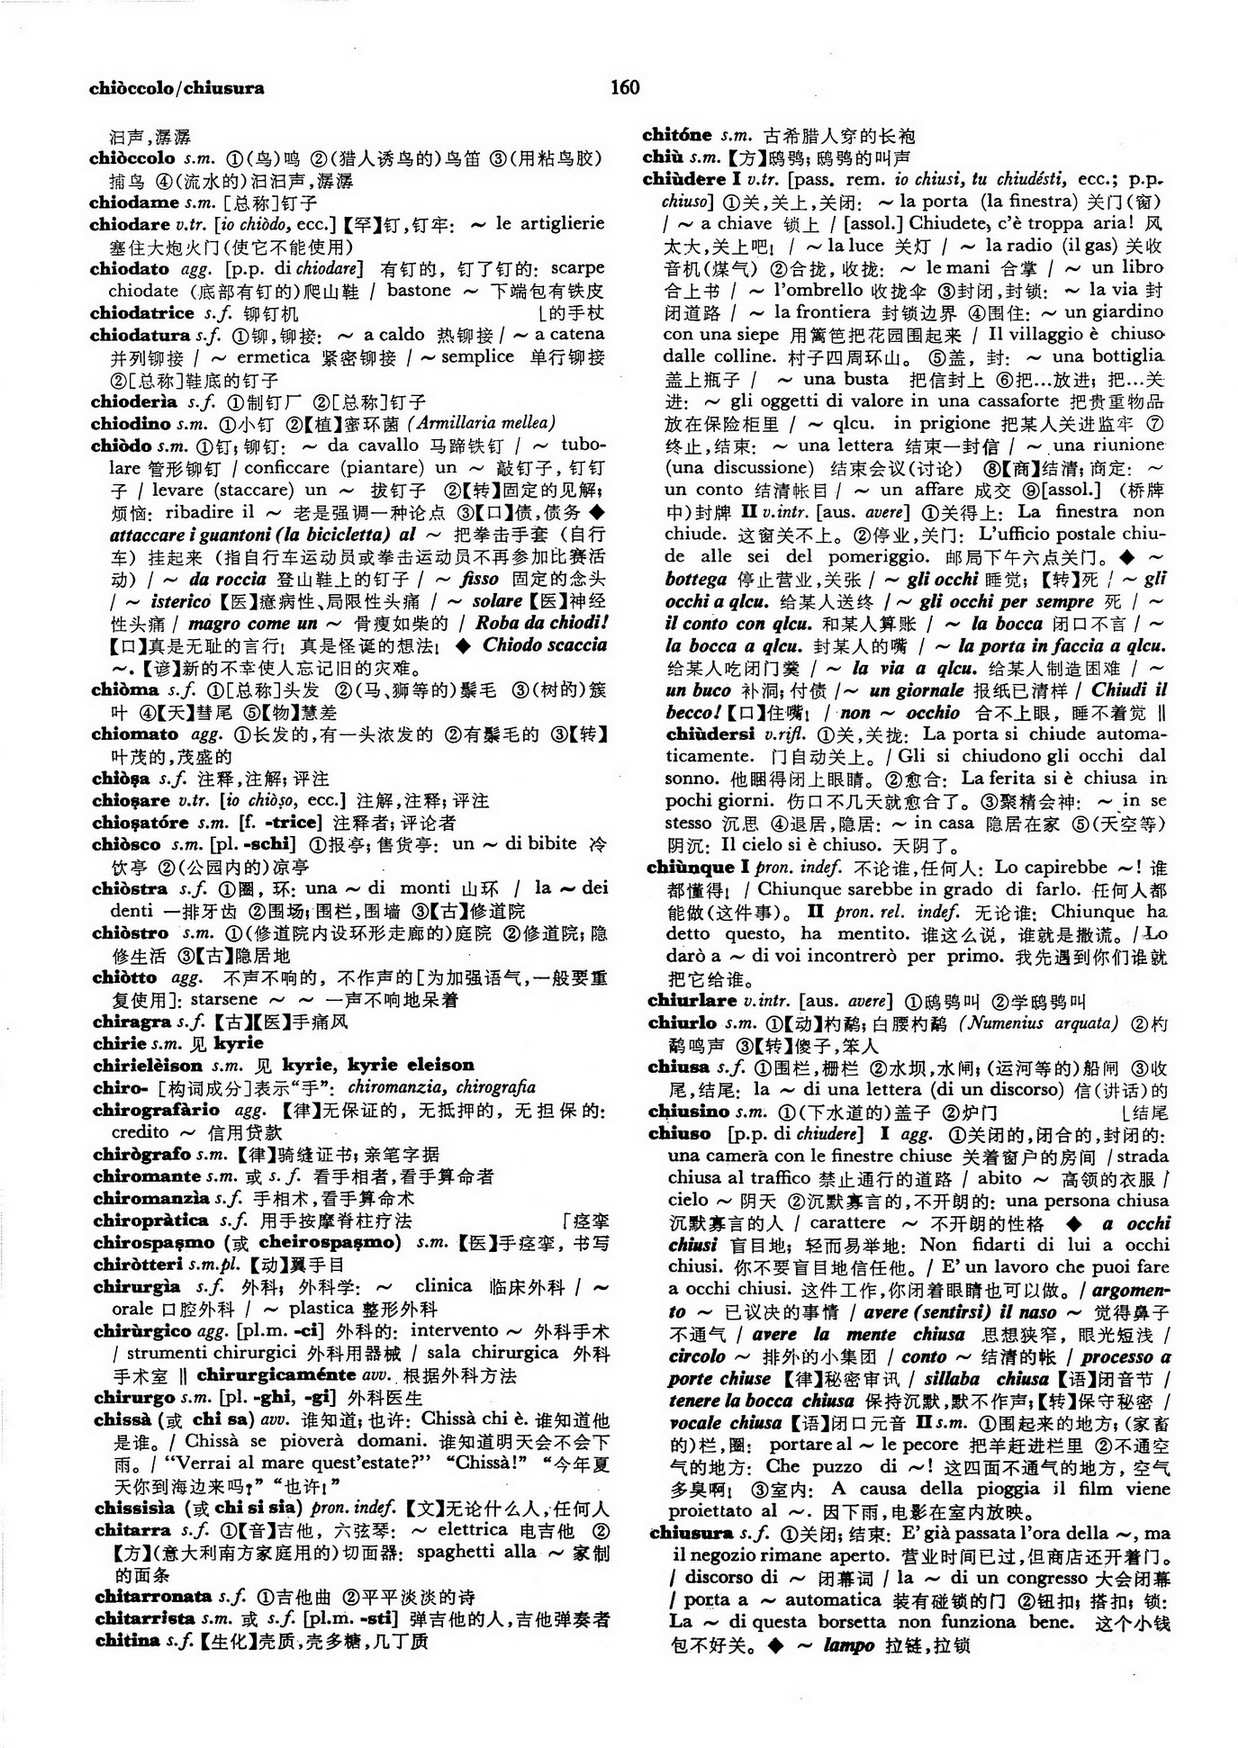 chiòccolo/chiusura
160
汩声,潺潺
chiòccolo s.m. ①(鸟)鸣 ②(猎人诱鸟的)鸟笛 ③(用粘鸟胶)
捕鸟 ④(流水的)汩汩声,潺潺
chiodame s.m. [总称]钉子
chiodare v.tr. [io chiòdo, ecc.]【罕】钉,钉牢: ~ le artiglierie
塞住大炮火门(使它不能使用)
chiodato agg. [p.p. di chiodare] 有钉的, 钉了钉的: scarpe
chiodate (底部有钉的)爬山鞋 / bastone ~ 下端包有铁皮
chiodatrice s.f. 铆钉机 ⌊的手杖
chiodatura s.f. ①铆,铆接: ~ a caldo 热铆接 / ~ a catena
并列铆接 / ~ ermetica 紧密铆接 / ~ semplice 单行铆接
②[总称]鞋底的钉子
chioderìa s.f. ①制钉厂 ②[总称]钉子
chiodino s.m. ①小钉 ②【植】蜜环菌 (Armillaria mellea)
chiòdo s.m. ①钉; 铆钉: ~ da cavallo 马蹄铁钉 / ~ tubo-
lare 管形铆钉 / conficcare (piantare) un ~ 敲钉子, 钉钉
子 / levare (staccare) un ~ 拔钉子 ②【转】固定的见解;
烦恼: ribadire il ~ 老是强调一种论点 ③【口】债,债务 ◆
attaccare i guantoni (la bicicletta) al ~ 把拳击手套 (自行
车) 挂起来 (指自行车运动员或拳击运动员不再参加比赛活
动) / ~ da roccia 登山鞋上的钉子 / ~ fisso 固定的念头
/ ~ isterico【医】癔病性、局限性头痛 / ~ solare【医】神经
性头痛 / magro come un ~ 骨瘦如柴的 / Roba da chiodi!
【口】真是无耻的言行! 真是怪诞的想法! ◆ Chiodo scaccia
~.【谚】新的不幸使人忘记旧的灾难。
chiòma s.f. ①[总称]头发 ②(马、狮等的)鬃毛 ③(树的)簇
叶 ④【天】彗尾 ⑤【物】慧差
chiomato agg. ①长发的,有一头浓发的 ②有鬃毛的 ③【转】
叶茂的,茂盛的
chiòṣa s.f. 注释,注解; 评注
chioṣare v.tr. [io chiòṣo, ecc.] 注解,注释; 评注
chioṣatóre s.m. [f. -trice] 注释者; 评论者
chiòsco s.m. [pl. -schi] ①报亭; 售货亭: un ~ di bibite 冷
饮亭 ②(公园内的)凉亭
chiòstra s.f. ①圈, 环: una ~ di monti 山环 / la ~ dei
denti 一排牙齿 ②围场; 围栏,围墙 ③【古】修道院
chiòstro s.m. ①(修道院内设环形走廊的)庭院 ②修道院; 隐
修生活 ③【古】隐居地
chiòtto agg. 不声不响的, 不作声的[为加强语气,一般要重
复使用]: starsene ~ ~ 一声不响地呆着
chiragra s.f.【古】【医】手痛风
chirie s.m. 见 kyrie
chirielèison s.m. 见 kyrie, kyrie eleison
chiro- [构词成分]表示“手”: chiromanzia, chirografia
chirografàrio agg. 【律】无保证的, 无抵押的, 无担保的:
credito ~ 信用贷款
chirògrafo s.m.【律】骑缝证书; 亲笔字据
chiromante s.m. 或 s.f. 看手相者,看手算命者
chiromanzìa s.f. 手相术,看手算命术
chiropràtica s.f. 用手按摩脊柱疗法 ⌈痉挛
chirospaṣmo (或 cheirospaṣmo) s.m.【医】手痉挛, 书写
chiròtteri s.m.pl.【动】翼手目
chirurgìa s.f. 外科; 外科学: ~ clinica 临床外科 / ~
orale 口腔外科 / ~ plastica 整形外科
chirùrgico agg. [pl.m. -ci] 外科的: intervento ~ 外科手术
/ strumenti chirurgici 外科用器械 / sala chirurgica 外科
手术室 ‖ chirurgicaménte avv. 根据外科方法
chirurgo s.m. [pl. -ghi, -gi] 外科医生
chissà (或 chi sa) avv. 谁知道; 也许: Chissà chi è. 谁知道他
是谁。/ Chissà se pioverà domani. 谁知道明天会不会下
雨。/ “Verrai al mare quest'estate?” “Chissà!” “今年夏
天你到海边来吗?” “也许!”
chissisìa (或 chi si sia) pron. indef.【文】无论什么人,任何人
chitarra s.f. ①【音】吉他, 六弦琴: ~ elettrica 电吉他 ②
【方】(意大利南方家庭用的)切面器: spaghetti alla ~ 家制
的面条
chitarronata s.f. ①吉他曲 ②平平淡淡的诗
chitarrista s.m. 或 s.f. [pl.m. -sti] 弹吉他的人,吉他弹奏者
chitina s.f.【生化】壳质,壳多糖,几丁质
chitóne s.m. 古希腊人穿的长袍
chiù s.m.【方】鸱鸮; 鸱鸮的叫声
chiùdere I v.tr. [pass. rem. io chiusi, tu chiudésti, ecc.; p.p.
chiuso] ①关,关上,关闭: ~ la porta (la finestra) 关门(窗)
/ ~ a chiave 锁上 / [assol.] Chiudete, c'è troppa aria! 风
太大,关上吧! / ~ la luce 关灯 / ~ la radio (il gas) 关收
音机(煤气) ②合拢,收拢: ~ le mani 合掌 / ~ un libro
合上书 / ~ l'ombrello 收拢伞 ③封闭,封锁: ~ la via 封
闭道路 / ~ la frontiera 封锁边界 ④围住: ~ un giardino
con una siepe 用篱笆把花园围起来 / Il villaggio è chiuso
dalle colline. 村子四周环山。 ⑤盖, 封: ~ una bottiglia
盖上瓶子 / ~ una busta 把信封上 ⑥把…放进; 把…关
进: ~ gli oggetti di valore in una cassaforte 把贵重物品
放在保险柜里 / ~ qlcu. in prigione 把某人关进监牢 ⑦
终止,结束: ~ una lettera 结束一封信 / ~ una riunione
(una discussione) 结束会议(讨论) ⑧【商】结清; 商定: ~
un conto 结清帐目 / ~ un affare 成交 ⑨[assol.] (桥牌
中)封牌 II v.intr. [aus. avere] ①关得上: La finestra non
chiude. 这窗关不上。②停业,关门: L'ufficio postale chiu-
de alle sei del pomeriggio. 邮局下午六点关门。◆ ~
bottega 停止营业,关张 / ~ gli occhi 睡觉; 【转】死 / ~ gli
occhi a qlcu. 给某人送终 / ~ gli occhi per sempre 死 / ~
il conto con qlcu. 和某人算账 / ~ la bocca 闭口不言 / ~
la bocca a qlcu. 封某人的嘴 / ~ la porta in faccia a qlcu.
给某人吃闭门羹 / ~ la via a qlcu. 给某人制造困难 / ~
un buco 补洞; 付债 / ~ un giornale 报纸已清样 / Chiudi il
becco!【口】住嘴! / non ~ occhio 合不上眼, 睡不着觉 ‖
chiùdersi v.rifl. ①关,关拢: La porta si chiude automa-
ticamente. 门自动关上。/ Gli si chiudono gli occhi dal
sonno. 他睏得闭上眼睛。②愈合: La ferita si è chiusa in
pochi giorni. 伤口不几天就愈合了。③聚精会神: ~ in se
stesso 沉思 ④退居,隐居: ~ in casa 隐居在家 ⑤(天空等)
阴沉: Il cielo si è chiuso. 天阴了。
chiùnque I pron. indef. 不论谁,任何人: Lo capirebbe ~! 谁
都懂得! / Chiunque sarebbe in grado di farlo. 任何人都
能做(这件事)。 II pron. rel. indef. 无论谁: Chiunque ha
detto questo, ha mentito. 谁这么说, 谁就是撒谎。/ Lo
darò a ~ di voi incontrerò per primo. 我先遇到你们谁就
把它给谁。
chiurlare v.intr. [aus. avere] ①鸱鸮叫 ②学鸱鸮叫
chiurlo s.m. ①【动】杓鹬; 白腰杓鹬 (Numenius arquata) ②杓
鹬鸣声 ③【转】傻子,笨人
chiusa s.f. ①围栏,栅栏 ②水坝,水闸; (运河等的)船闸 ③收
尾,结尾: la ~ di una lettera (di un discorso) 信(讲话)的
chiusino s.m. ①(下水道的)盖子 ②炉门 ⌊结尾
chiuso [p.p. di chiudere] I agg. ①关闭的,闭合的,封闭的:
una camera con le finestre chiuse 关着窗户的房间 / strada
chiusa al traffico 禁止通行的道路 / abito ~ 高领的衣服 /
cielo ~ 阴天 ②沉默寡言的,不开朗的: una persona chiusa
沉默寡言的人 / carattere ~ 不开朗的性格 ◆ a occhi
chiusi 盲目地; 轻而易举地: Non fidarti di lui a occhi
chiusi. 你不要盲目地信任他。/ E' un lavoro che puoi fare
a occhi chiusi. 这件工作,你闭着眼睛也可以做。/ argomen-
to ~ 已议决的事情 / avere (sentirsi) il naso ~ 觉得鼻子
不通气 / avere la mente chiusa 思想狭窄, 眼光短浅 /
circolo ~ 排外的小集团 / conto ~ 结清的帐 / processo a
porte chiuse 【律】秘密审讯 / sillaba chiusa【语】闭音节 /
tenere la bocca chiusa 保持沉默,默不作声;【转】保守秘密 /
vocale chiusa【语】闭口元音 II s.m. ①围起来的地方; (家畜
的)栏,圈: portare al ~ le pecore 把羊赶进栏里 ②不通空
气的地方: Che puzzo di ~! 这四面不通气的地方, 空气
多臭啊! ③室内: A causa della pioggia il film viene
proiettato al ~. 因下雨,电影在室内放映。
chiusura s.f. ①关闭; 结束: E' già passata l'ora della ~, ma
il negozio rimane aperto. 营业时间已过,但商店还开着门。
/ discorso di ~ 闭幕词 / la ~ di un congresso 大会闭幕
/ porta a ~ automatica 装有碰锁的门 ②钮扣; 搭扣; 锁:
La ~ di questa borsetta non funziona bene. 这个小钱
包不好关。◆ ~ lampo 拉链,拉锁